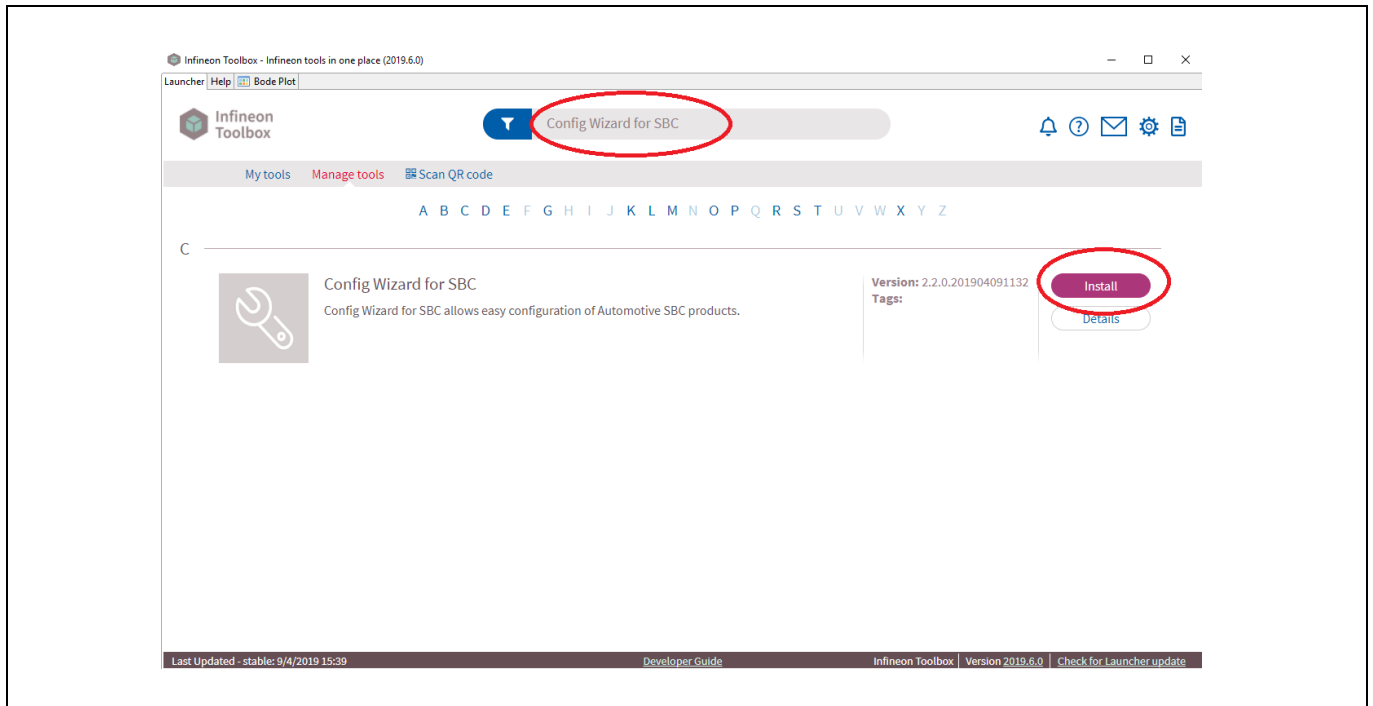 Infineon Toolbox - Infineon tools in one place (2019.6.0)
Launcher Help Bode Plot
Infineon
Toolbox
Config Wizard for SBC
My tools Manage tools Scan QR code
A B C D E F G H I J K L M N O P Q R S T U V W X Y Z
C
Config Wizard for SBC
Config Wizard for SBC allows easy configuration of Automotive SBC products.
Version: 2.2.0.201904091132
Tags:
Install
Details
Last Updated - stable: 9/4/2019 15:39 Developer Guide Infineon Toolbox Version 2019.6.0 Check for Launcher update